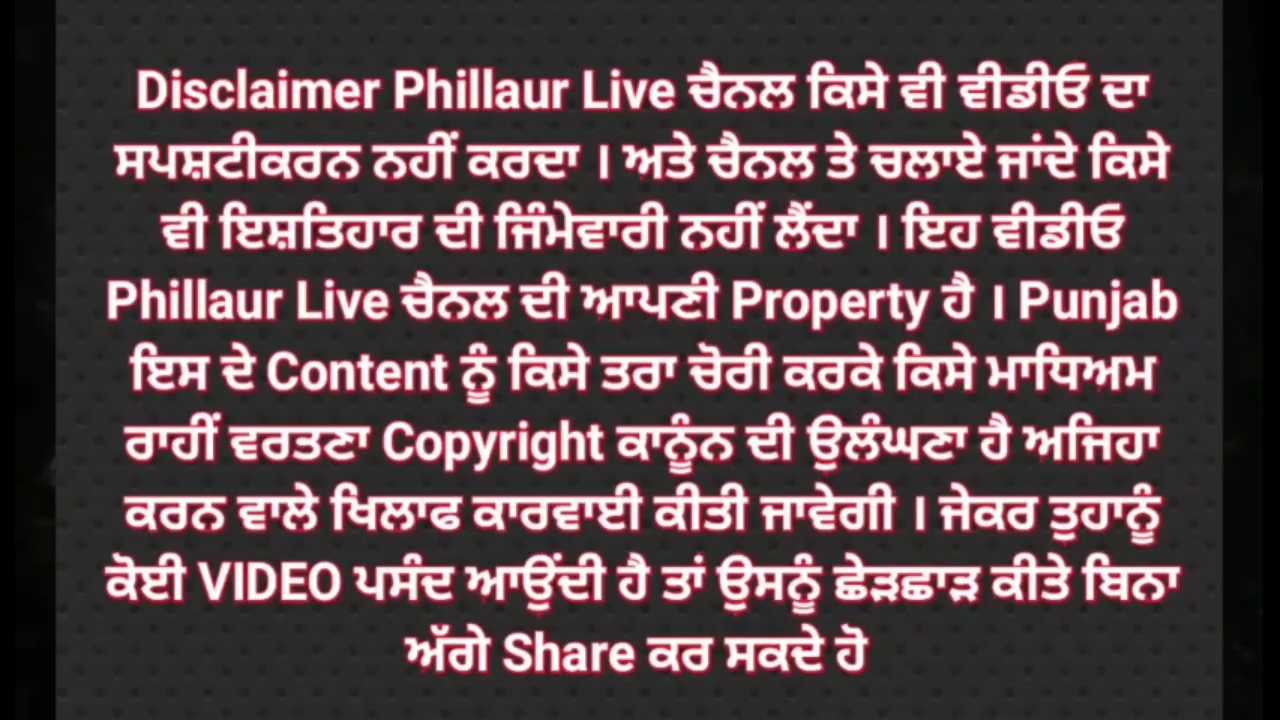 Disclaimer Phillaur Live ਚੈਨਲ ਕਿਸੇ ਵੀ ਵੀਡੀਓ ਦਾ
ਸਪਸ਼ਟੀਕਰਨ ਨਹੀਂ ਕਰਦਾ । ਅਤੇ ਚੈਨਲ ਤੇ ਚਲਾਏ ਜਾਂਦੇ ਕਿਸੇ
ਵੀ ਇਸ਼ਤਿਹਾਰ ਦੀ ਜਿੰਮੇਵਾਰੀ ਨਹੀਂ ਲੈਂਦਾ । ਇਹ ਵੀਡੀਓ
Phillaur Live ਚੈਨਲ ਦੀ ਆਪਣੀ Property ਹੈ । Punjab
ਇਸ ਦੇ Content ਨੂੰ ਕਿਸੇ ਤਰਾ ਚੋਰੀ ਕਰਕੇ ਕਿਸੇ ਮਾਧਿਅਮ
ਰਾਹੀਂ ਵਰਤਣਾ Copyright ਕਾਨੂੰਨ ਦੀ ਉਲੰਘਣਾ ਹੈ ਅਜਿਹਾ
ਕਰਨ ਵਾਲੇ ਖਿਲਾਫ ਕਾਰਵਾਈ ਕੀਤੀ ਜਾਵੇਗੀ । ਜੇਕਰ ਤੁਹਾਨੂੰ
ਕੋਈ VIDEO ਪਸੰਦ ਆਉਂਦੀ ਹੈ ਤਾਂ ਉਸਨੂੰ ਛੇੜਛਾੜ ਕੀਤੇ ਬਿਨਾ
ਅੱਗੇ Share ਕਰ ਸਕਦੇ ਹੋ